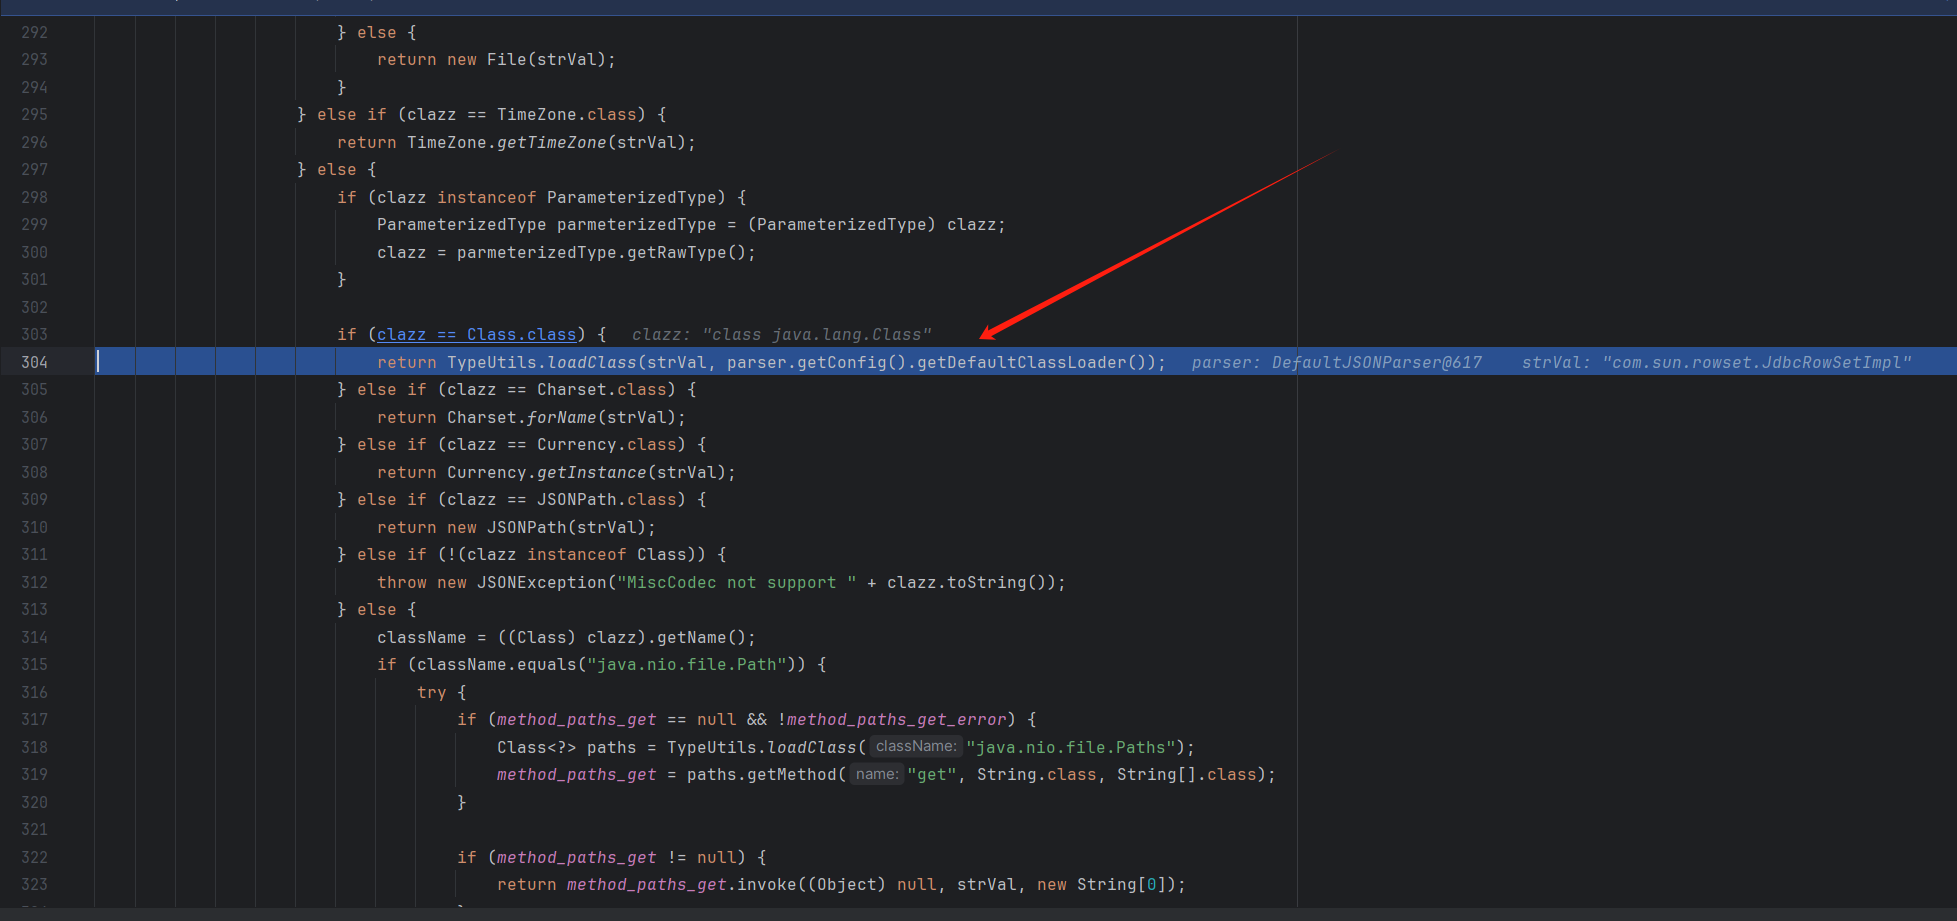 292 } else {
293 return new File(strVal);
294 }
295 } else if (clazz == TimeZone.class) {
296 return TimeZone.getTimeZone(strVal);
297 } else {
298 if (clazz instanceof ParameterizedType) {
299 ParameterizedType parmeterizedType = (ParameterizedType) clazz;
300 clazz = parmeterizedType.getRawType();
301 }
302
303 if (clazz == Class.class) { clazz: "class java.lang.Class"
304 return TypeUtils.loadClass(strVal, parser.getConfig().getDefaultClassLoader()); parser: DefaultJSONParser@617 strVal: "com.sun.rowset.JdbcRowSetImpl"
305 } else if (clazz == Charset.class) {
306 return Charset.forName(strVal);
307 } else if (clazz == Currency.class) {
308 return Currency.getInstance(strVal);
309 } else if (clazz == JSONPath.class) {
310 return new JSONPath(strVal);
311 } else if (!(clazz instanceof Class)) {
312 throw new JSONException("MiscCodec not support " + clazz.toString());
313 } else {
314 className = ((Class) clazz).getName();
315 if (className.equals("java.nio.file.Path")) {
316 try {
317 if (method_paths_get == null && !method_paths_get_error) {
318 Class<?> paths = TypeUtils.loadClass( className: "java.nio.file.Paths");
319 method_paths_get = paths.getMethod( name: "get", String.class, String[].class);
320 }
321
322 if (method_paths_get != null) {
323 return method_paths_get.invoke((Object) null, strVal, new String[0]);